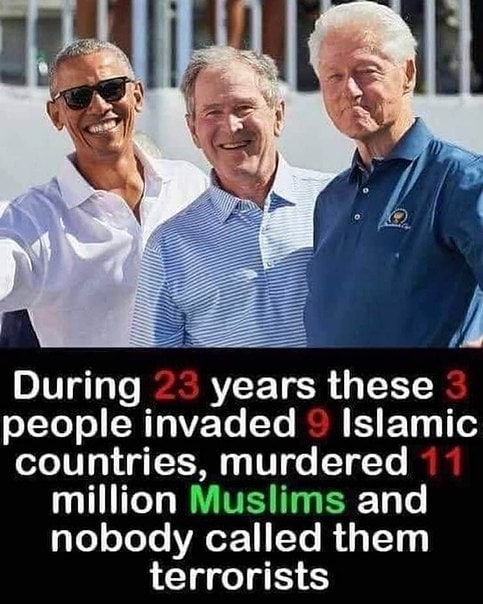 During 23 years these 3
people invaded 9 Islamic
countries, murdered 11
million Muslims and
nobody called them
terrorists